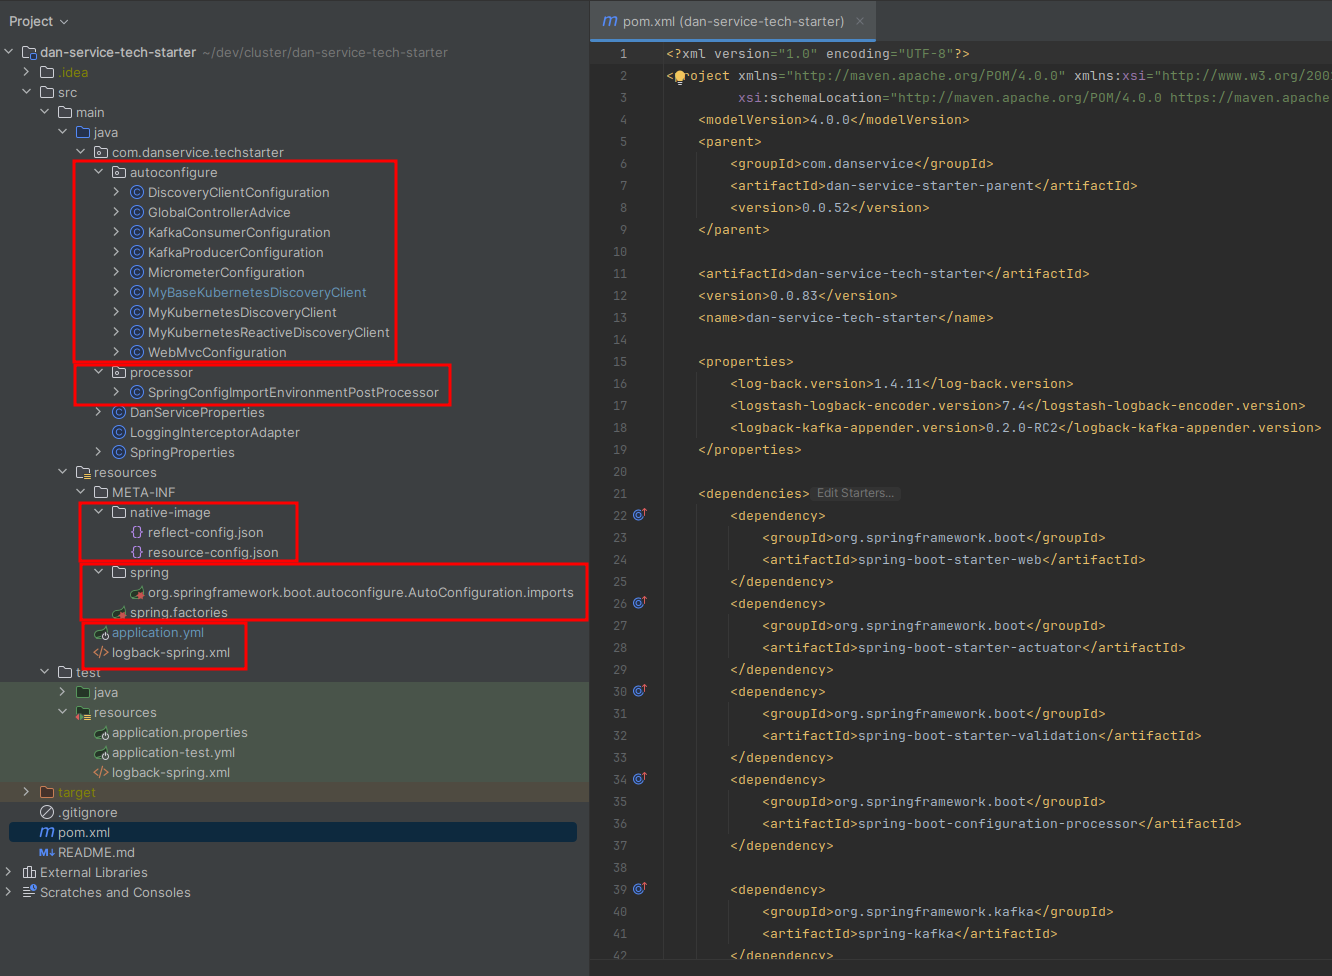 Project
dan-service-tech-starter ~/dev/cluster/dan-service-tech-starter
.idea
src
main
java
com.danservice.techstarter
autoconfigure
DiscoveryClientConfiguration
GlobalControllerAdvice
KafkaConsumerConfiguration
KafkaProducerConfiguration
MicrometerConfiguration
MyBaseKubernetesDiscoveryClient
MyKubernetesDiscoveryClient
MyKubernetesReactiveDiscoveryClient
WebMvcConfiguration
processor
SpringConfigImportEnvironmentPostProcessor
DanServiceProperties
LoggingInterceptorAdapter
SpringProperties
resources
META-INF
native-image
reflect-config.json
resource-config.json
spring
org.springframework.boot.autoconfigure.AutoConfiguration.imports
spring.factories
application.yml
logback-spring.xml
test
java
resources
application.properties
application-test.yml
logback-spring.xml
target
.gitignore
pom.xml
README.md
External Libraries
Scratches and Consoles
pom.xml (dan-service-tech-starter)
1 <?xml version="1.0" encoding="UTF-8"?>
2 <project xmlns="http://maven.apache.org/POM/4.0.0" xmlns:xsi="http://www.w3.org/200
3 xsi:schemaLocation="http://maven.apache.org/POM/4.0.0 https://maven.apache
4 <modelVersion>4.0.0</modelVersion>
5 <parent>
6 <groupId>com.danservice</groupId>
7 <artifactId>dan-service-starter-parent</artifactId>
8 <version>0.0.52</version>
9 </parent>
10
11 <artifactId>dan-service-tech-starter</artifactId>
12 <version>0.0.83</version>
13 <name>dan-service-tech-starter</name>
14
15 <properties>
16 <log-back.version>1.4.11</log-back.version>
17 <logstash-logback-encoder.version>7.4</logstash-logback-encoder.version>
18 <logback-kafka-appender.version>0.2.0-RC2</logback-kafka-appender.version>
19 </properties>
20
21 <dependencies> Edit Starters...
22 <dependency>
23 <groupId>org.springframework.boot</groupId>
24 <artifactId>spring-boot-starter-web</artifactId>
25 </dependency>
26 <dependency>
27 <groupId>org.springframework.boot</groupId>
28 <artifactId>spring-boot-starter-actuator</artifactId>
29 </dependency>
30 <dependency>
31 <groupId>org.springframework.boot</groupId>
32 <artifactId>spring-boot-starter-validation</artifactId>
33 </dependency>
34 <dependency>
35 <groupId>org.springframework.boot</groupId>
36 <artifactId>spring-boot-configuration-processor</artifactId>
37 </dependency>
38
39 <dependency>
40 <groupId>org.springframework.kafka</groupId>
41 <artifactId>spring-kafka</artifactId>
42 </dependency>